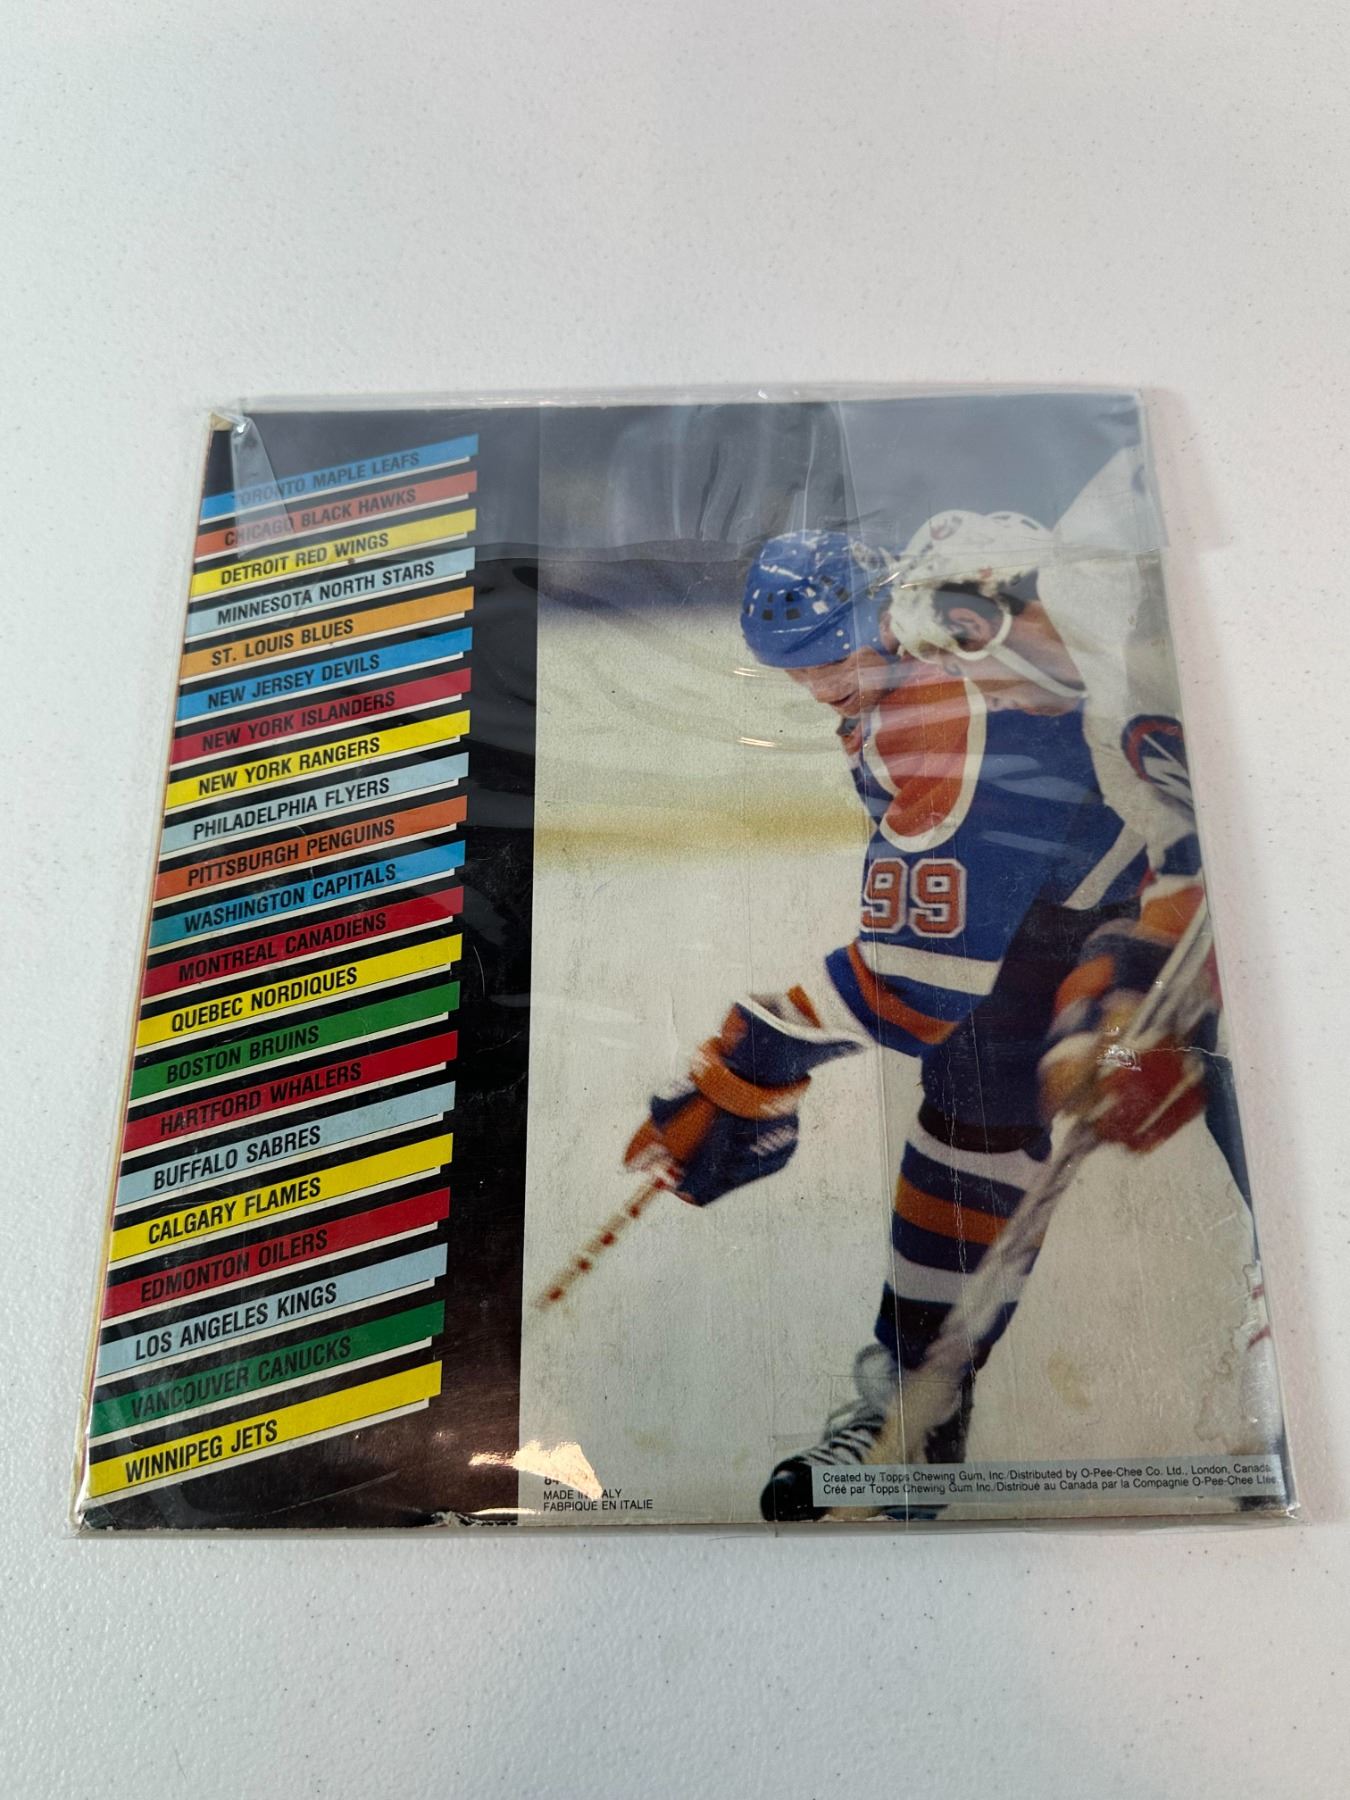 TORONTO MAPLE LEAFS
CHICAGO BLACK HAWKS
DETROIT RED WINGS
MINNESOTA NORTH STARS
ST. LOUIS BLUES
NEW JERSEY DEVILS
NEW YORK ISLANDERS
NEW YORK RANGERS
PHILADELPHIA FLYERS
PITTSBURGH PENGUINS
WASHINGTON CAPITALS
MONTREAL CANADIENS
QUEBEC NORDIQUES
BOSTON BRUINS
HARTFORD WHALERS
BUFFALO SABRES
CALGARY FLAMES
EDMONTON OILERS
LOS ANGELES KINGS
VANCOUVER CANUCKS
WINNIPEG JETS
99
MADE IN ITALY
FABRIQUÉ EN ITALIE
Created by Topps Chewing Gum, Inc./Distributed by O-Pee-Chee Co. Ltd., London, Canada
Créé par Topps Chewing Gum Inc./Distribué au Canada par la Compagnie O-Pee-Chee Ltée